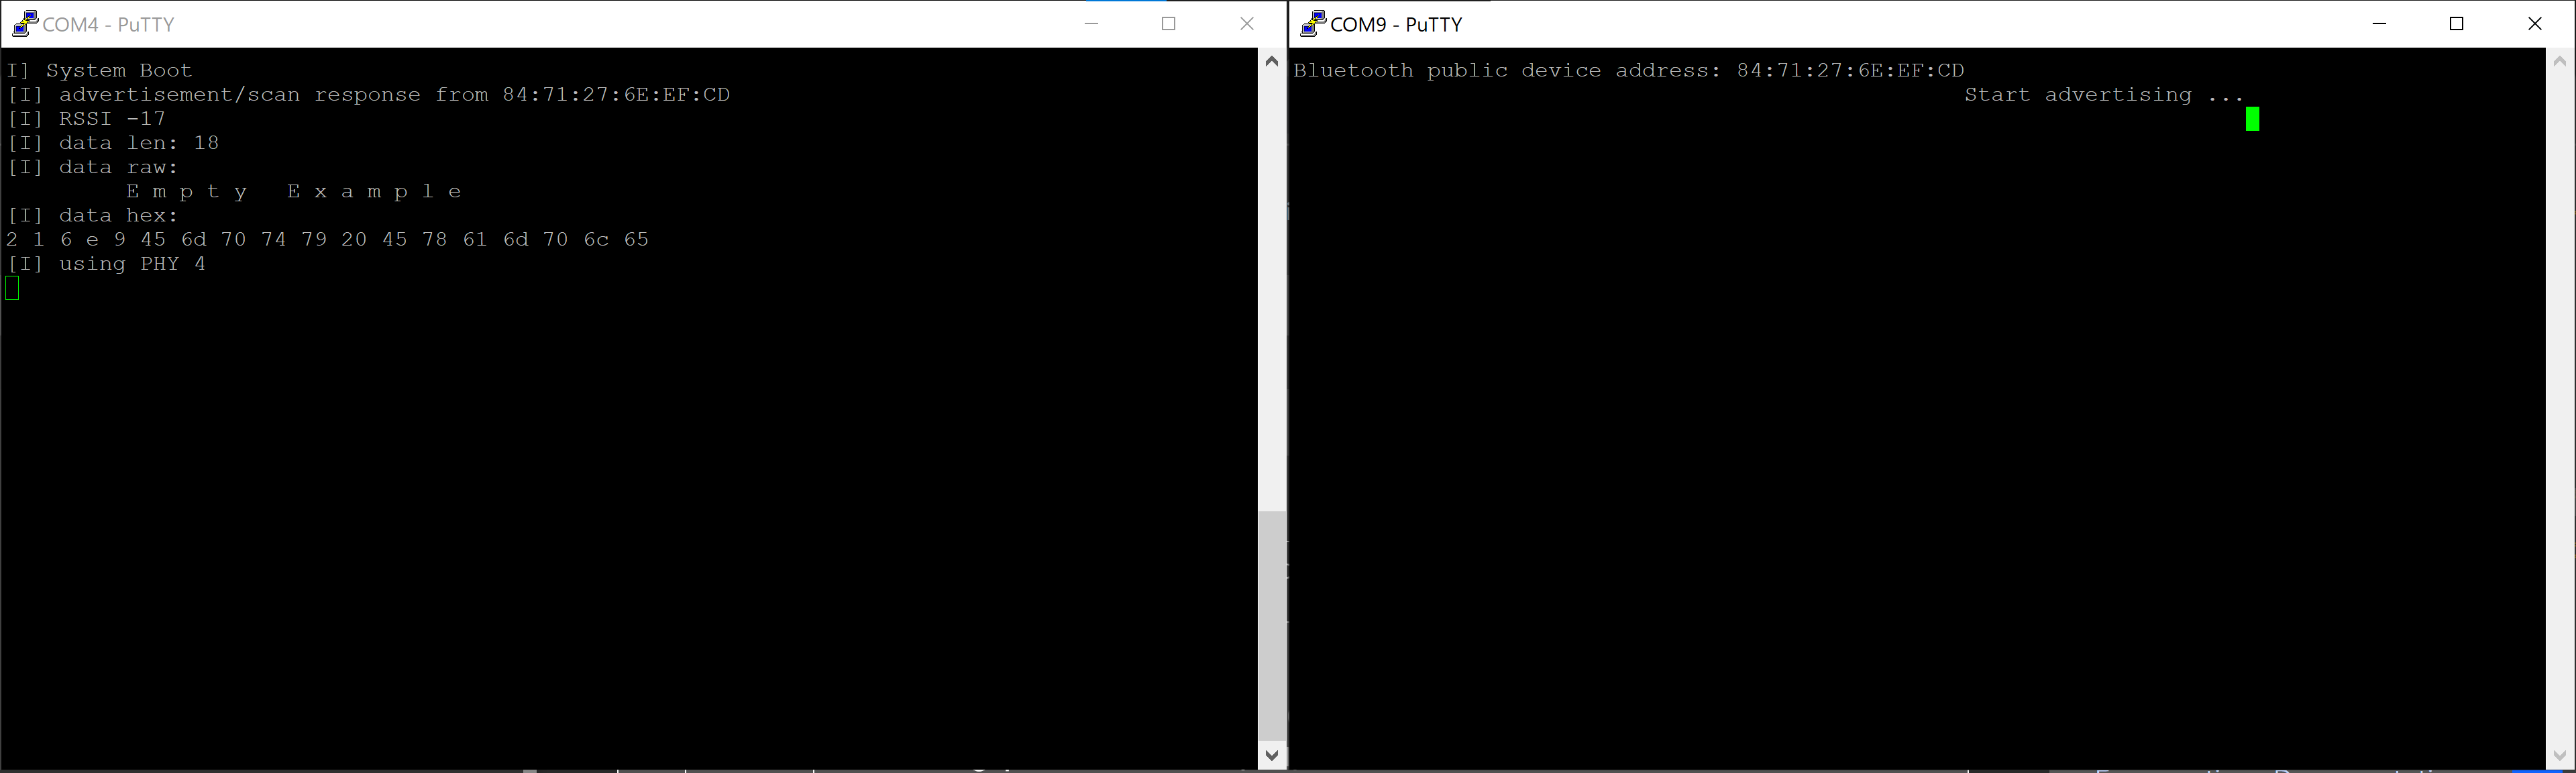 COM4 - PuTTY
I] System Boot
[I] advertisement/scan response from 84:71:27:6E:EF:CD
[I] RSSI -17
[I] data len: 18
[I] data raw:
E m p t y   E x a m p l e
[I] data hex:
2 1 6 e 9 45 6d 70 74 79 20 45 78 61 6d 70 6c 65
[I] using PHY 4
COM9 - PuTTY
Bluetooth public device address: 84:71:27:6E:EF:CD
Start advertising ...